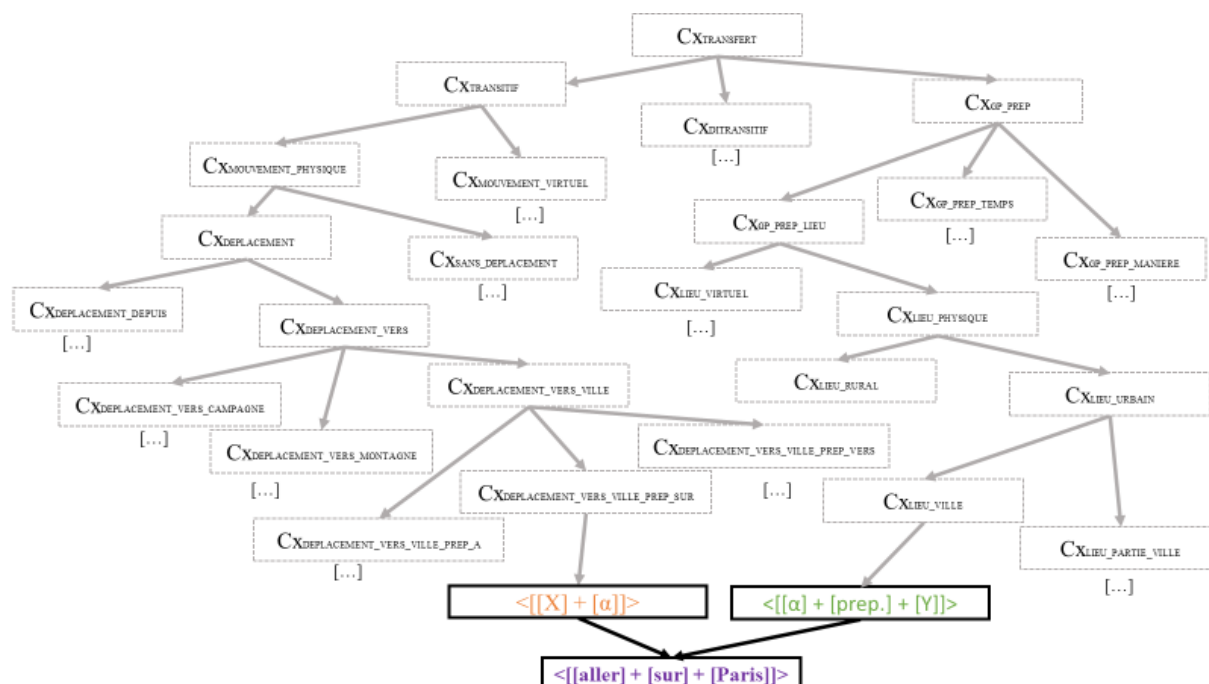 CxTRANSFERT
CxTRANSITIF
CxDITRANSITIF
[...]
CxGP_PREP
CxMOUVEMENT_PHYSIQUE
CxMOUVEMENT_VIRTUEL
[...]
CxGP_PREP_LIEU
CxGP_PREP_TEMPS
[...]
CxGP_PREP_MANIERE
[...]
CxDEPLACEMENT
CxSANS_DEPLACEMENT
[...]
CxLIEU_VIRTUEL
[...]
CxLIEU_PHYSIQUE
CxDEPLACEMENT_DEPUIS
[...]
CxDEPLACEMENT_VERS
CxLIEU_RURAL
CxLIEU_URBAIN
CxDEPLACEMENT_VERS_CAMPAGNE
[...]
CxDEPLACEMENT_VERS_MONTAGNE
[...]
CxDEPLACEMENT_VERS_VILLE
CxDEPLACEMENT_VERS_VILLE_PREP_VERS
[...]
CxDEPLACEMENT_VERS_VILLE_PREP_SUR
CxDEPLACEMENT_VERS_VILLE_PREP_A
[...]
CxLIEU_VILLE
CxLIEU_PARTIE_VILLE
[...]
<[[X] + [α]]>
<[[α] + [prep.] + [Y]]>
<[[aller] + [sur] + [Paris]]>